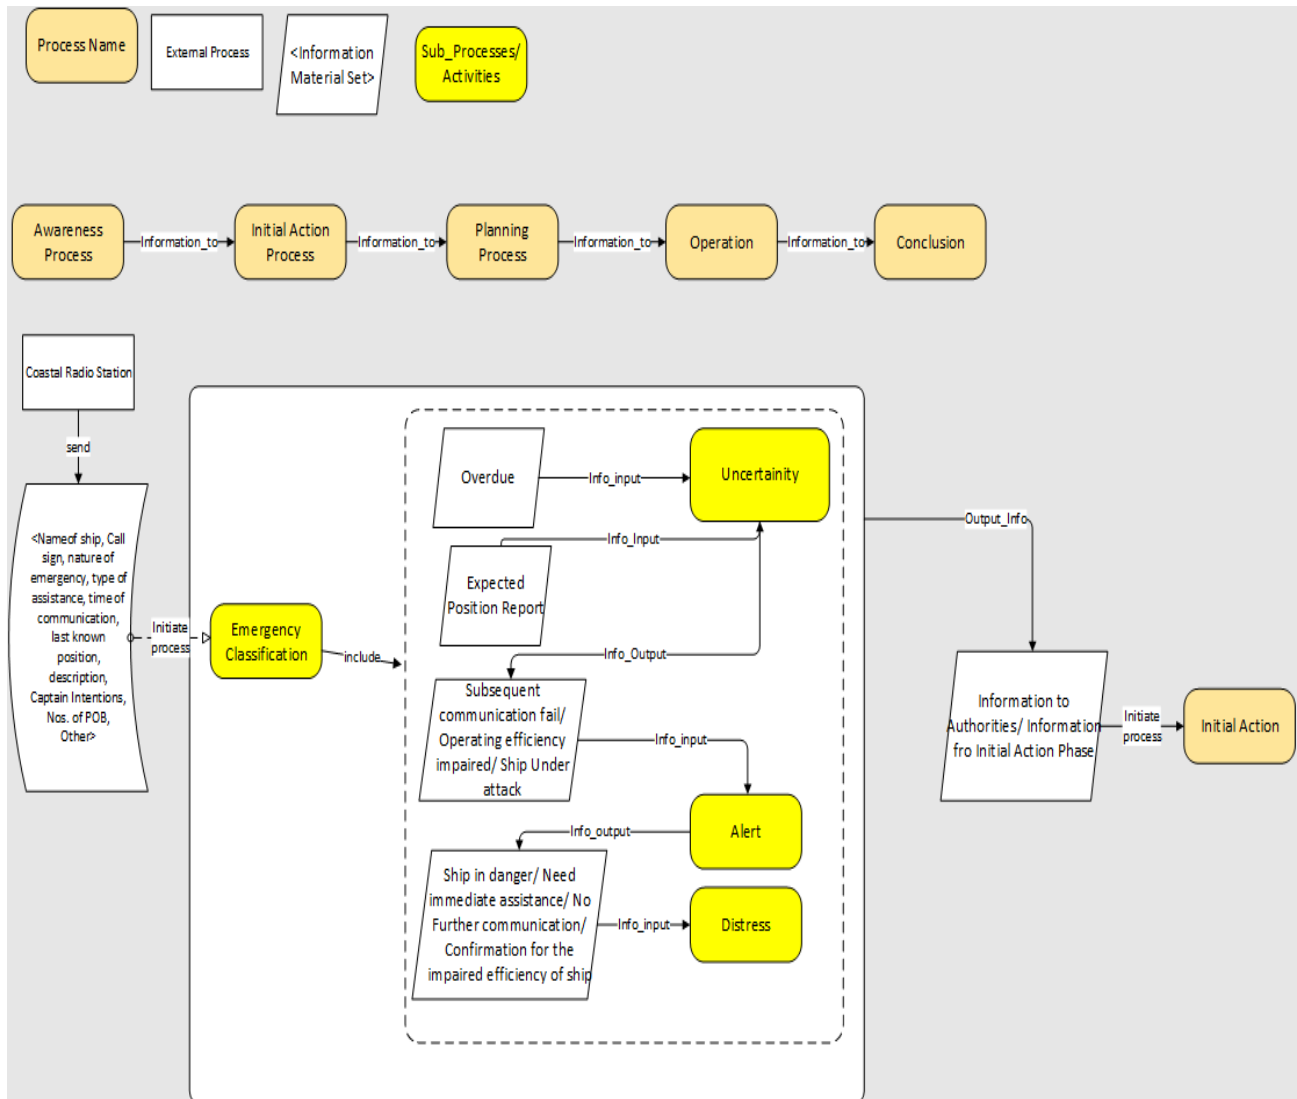 Process Name
External Process
<Information
Material Set>
Sub_Processes/
Activities
Awareness
Process
Information_to
Initial Action
Process
Information_to
Planning
Process
Information_to
Operation
Information_to
Conclusion
Coastal Radio Station
send
<Nameof ship, Call
sign, nature of
emergency, type of
assistance, time of
communication,
last known
position,
description,
Captain Intentions,
Nos. of POB,
Other>
Initiate
process
Emergency
Classification
include
Overdue
Info_input
Uncertainity
Info_Input
Expected
Position Report
Info_Output
Subsequent
communication fail/
Operating efficiency
impaired/ Ship Under
attack
Info_input
Alert
Info_output
Ship in danger/ Need
immediate assistance/ No
Further communication/
Confirmation for the
impaired efficiency of ship
Info_input
Distress
Output_Info
Information to
Authorities/ Information
fro Initial Action Phase
Initiate
process
Initial Action